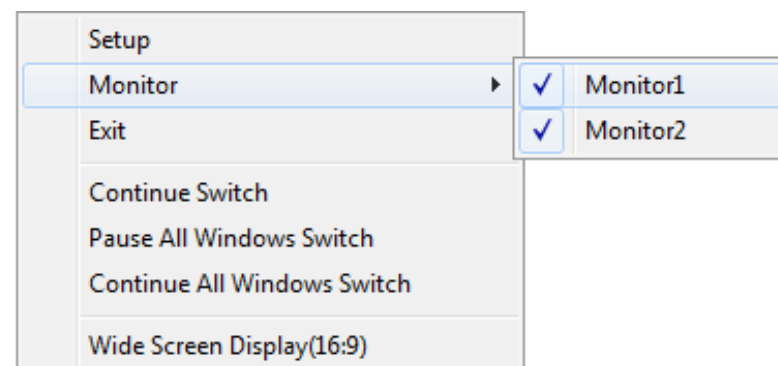 Setup
Monitor
Monitor1
Exit
Monitor2
Continue Switch
Pause All Windows Switch
Continue All Windows Switch
Wide Screen Display(16:9)